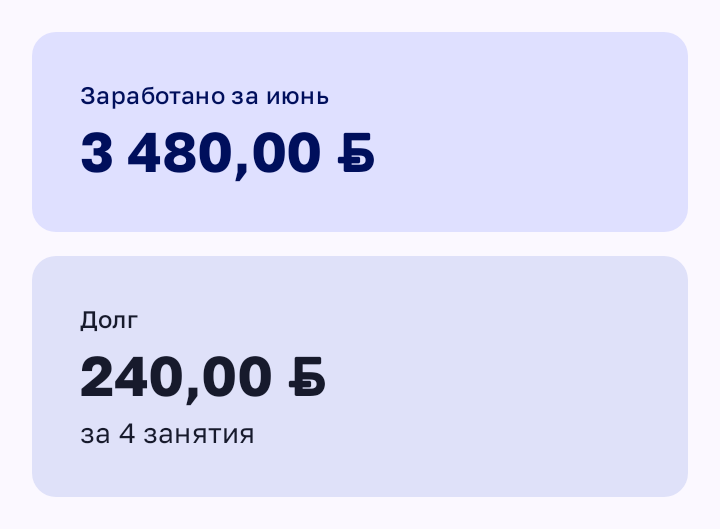 Заработано за июнь
3 480,00 Б
Долг
240,00 Б
за 4 занятия